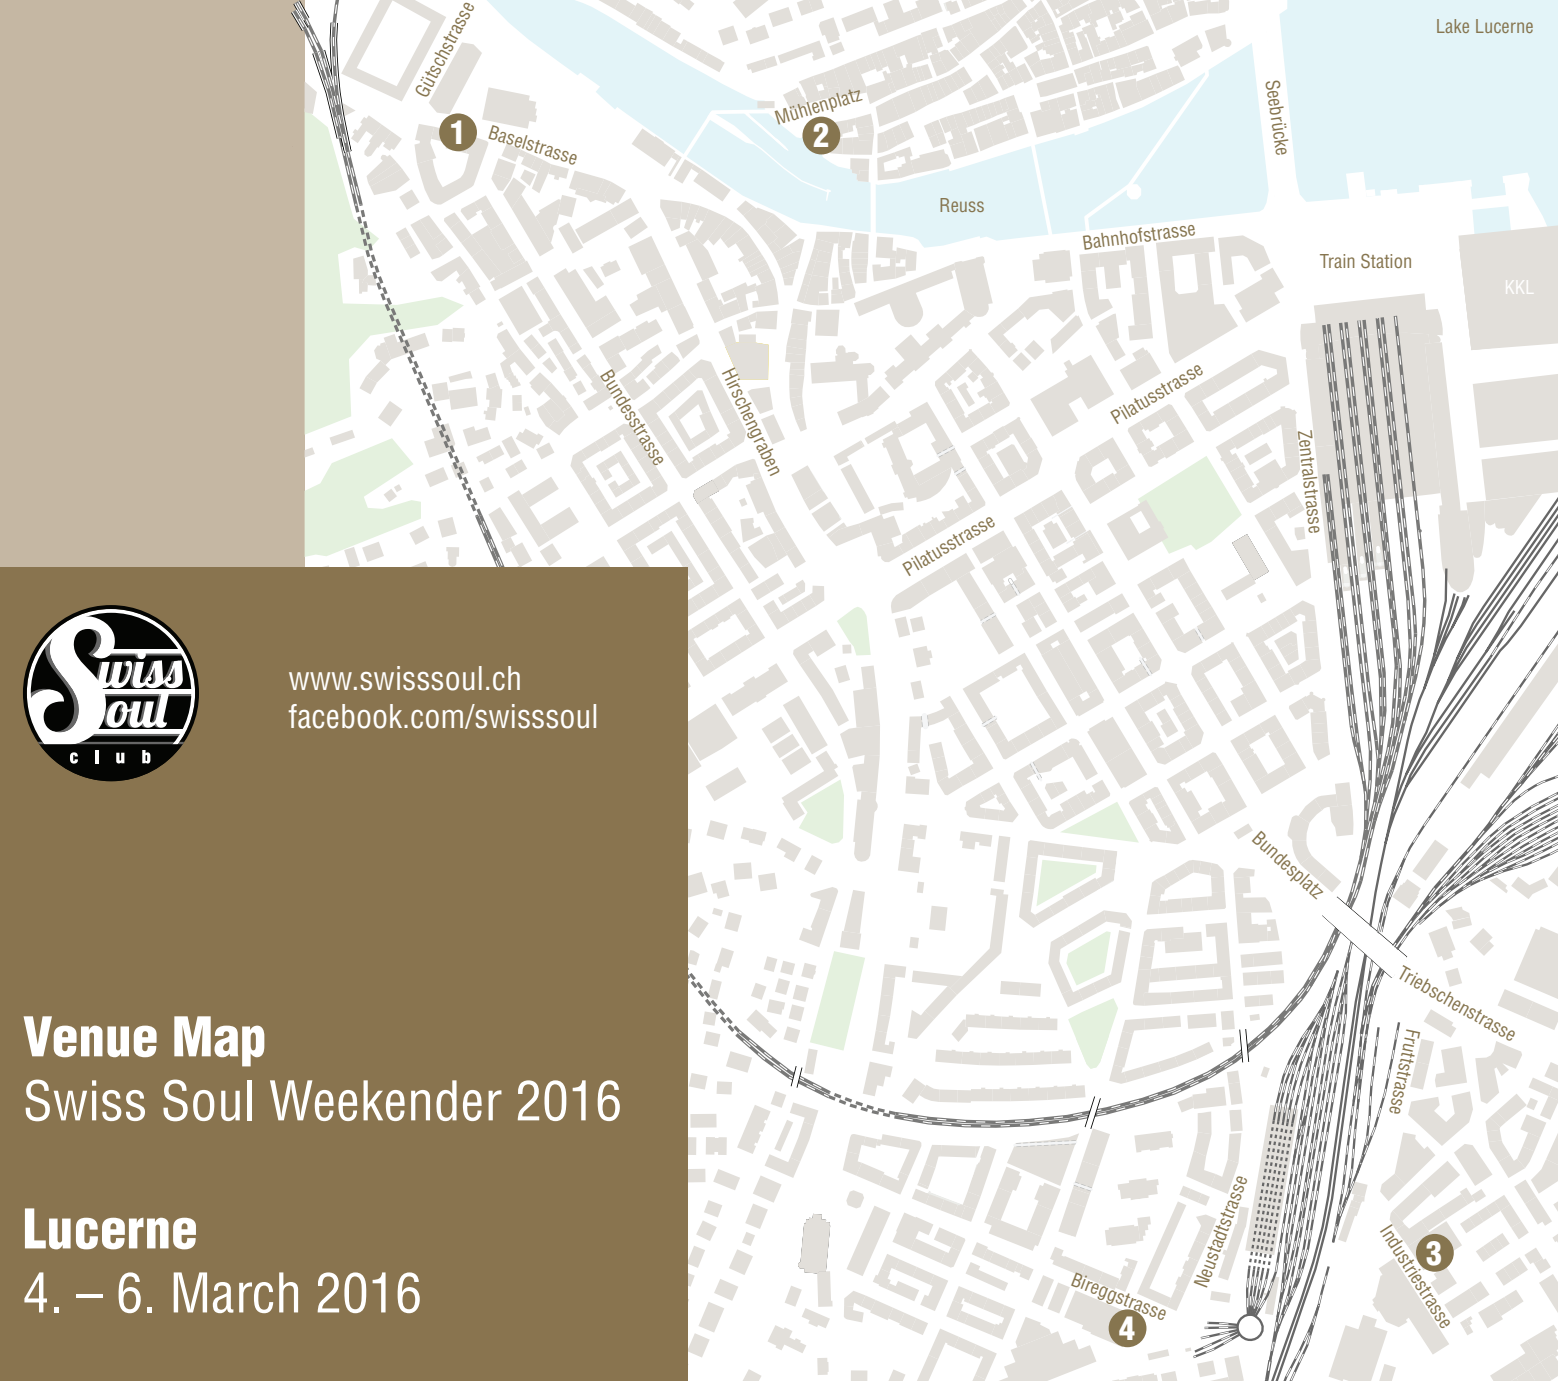 Lake Lucerne
Gütschstrasse
1
Baselstrasse
Mühlenplatz
2
Seebrücke
Reuss
Bahnhofstrasse
Train Station
KKL
Bundesstrasse
Hirschengraben
Pilatusstrasse
Zentralstrasse
Pilatusstrasse
Swiss
Soul
club
www.swisssoul.ch
facebook.com/swisssoul
Bundesplatz
Triebschenstrasse
Fruttstrasse
Venue Map
Swiss Soul Weekender 2016
Lucerne
4. – 6. March 2016
Neustadtstrasse
Industriestrasse
3
Bireggstrasse
4